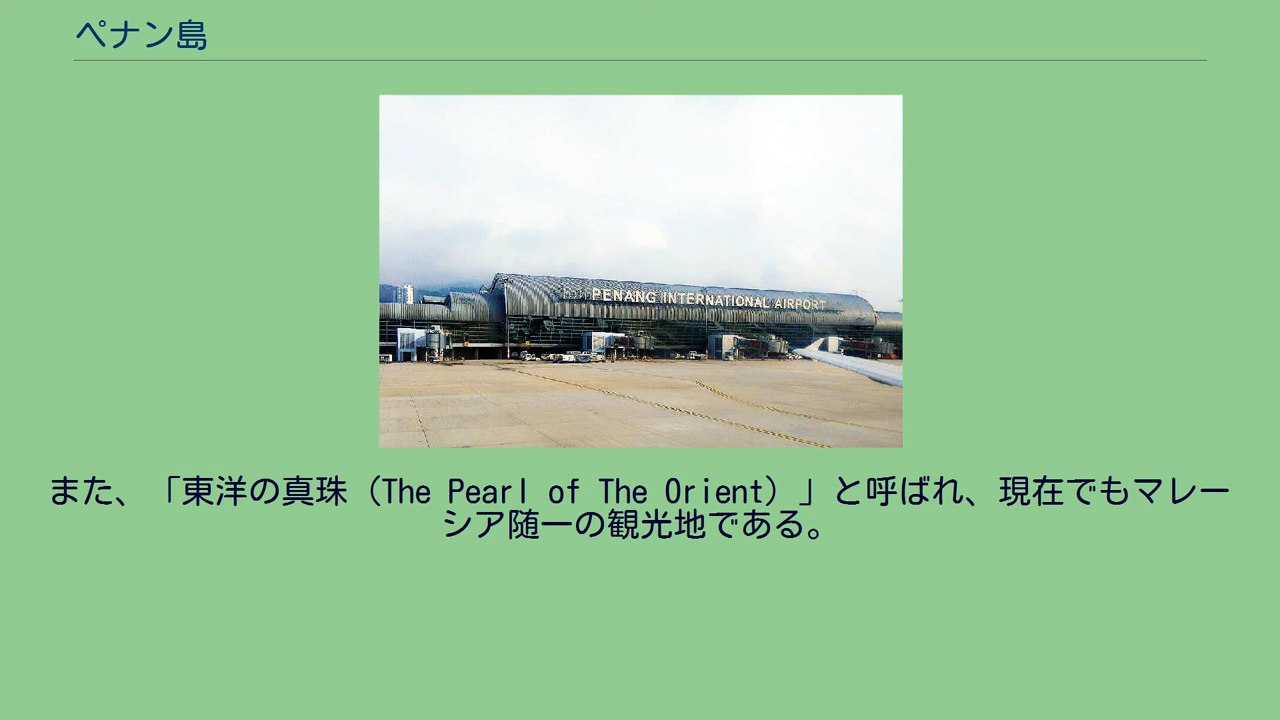 ペナン島
PENANG INTERNATIONAL AIRPORT
また、「東洋の真珠（The Pearl of The Orient）」と呼ばれ、現在でもマレー
シア随一の観光地である。